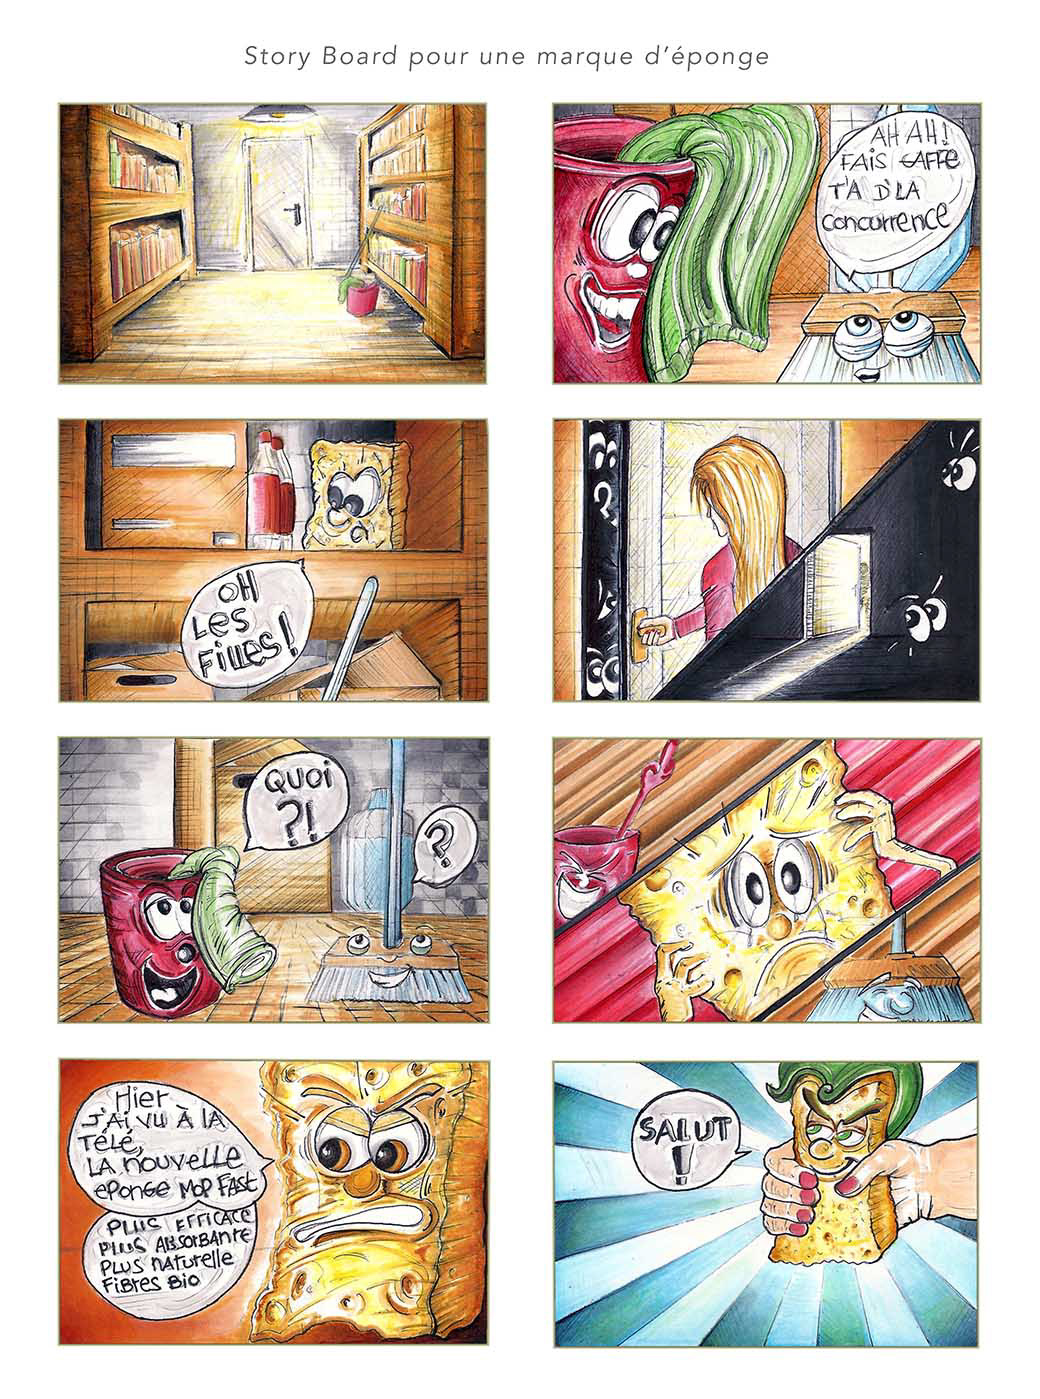 Story Board pour une marque d'éponge
OH
LES
FILLES!
QUOI
?!
?
Hier
J'AI VU À LA
TÉLÉ,
LA NOUVELLE
EPONGE MOP FAST
PLUS EFFICACE
PLUS ABSORBANTE
PLUS NATURELLE
FIBRES BIO
AH AH!
FAIS GAFFE
T'A D'LA
CONCURRENCE
SALUT
!